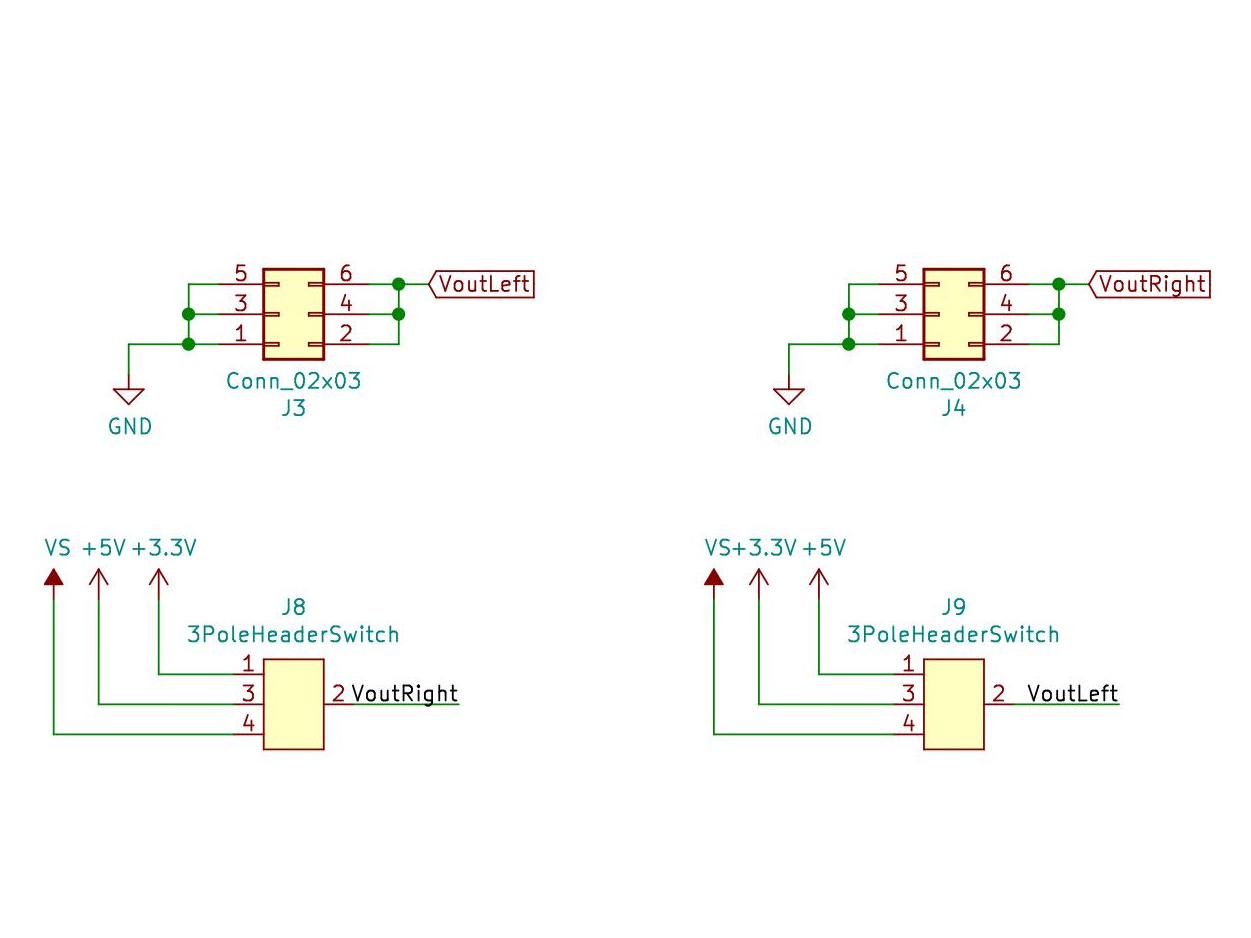 5
6
VoutLeft
3
4
1
2
Conn_02x03
J3
GND
5
6
VoutRight
3
4
1
2
Conn_02x03
J4
GND
VS +5V +3.3V
J8
3PoleHeaderSwitch
1
3
2 VoutRight
4
VS +3.3V +5V
J9
3PoleHeaderSwitch
1
3
2 VoutLeft
4